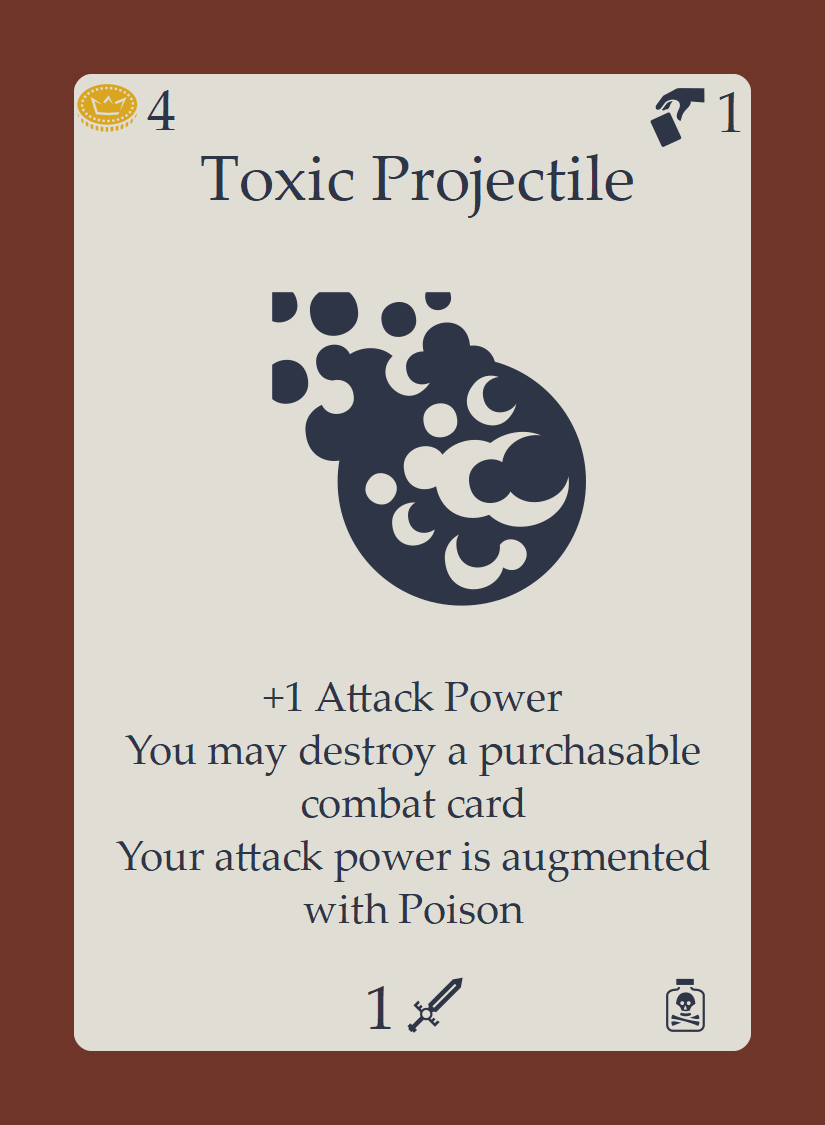 4 1
Toxic Projectile
+1 Attack Power
You may destroy a purchasable
combat card
Your attack power is augmented
with Poison
1